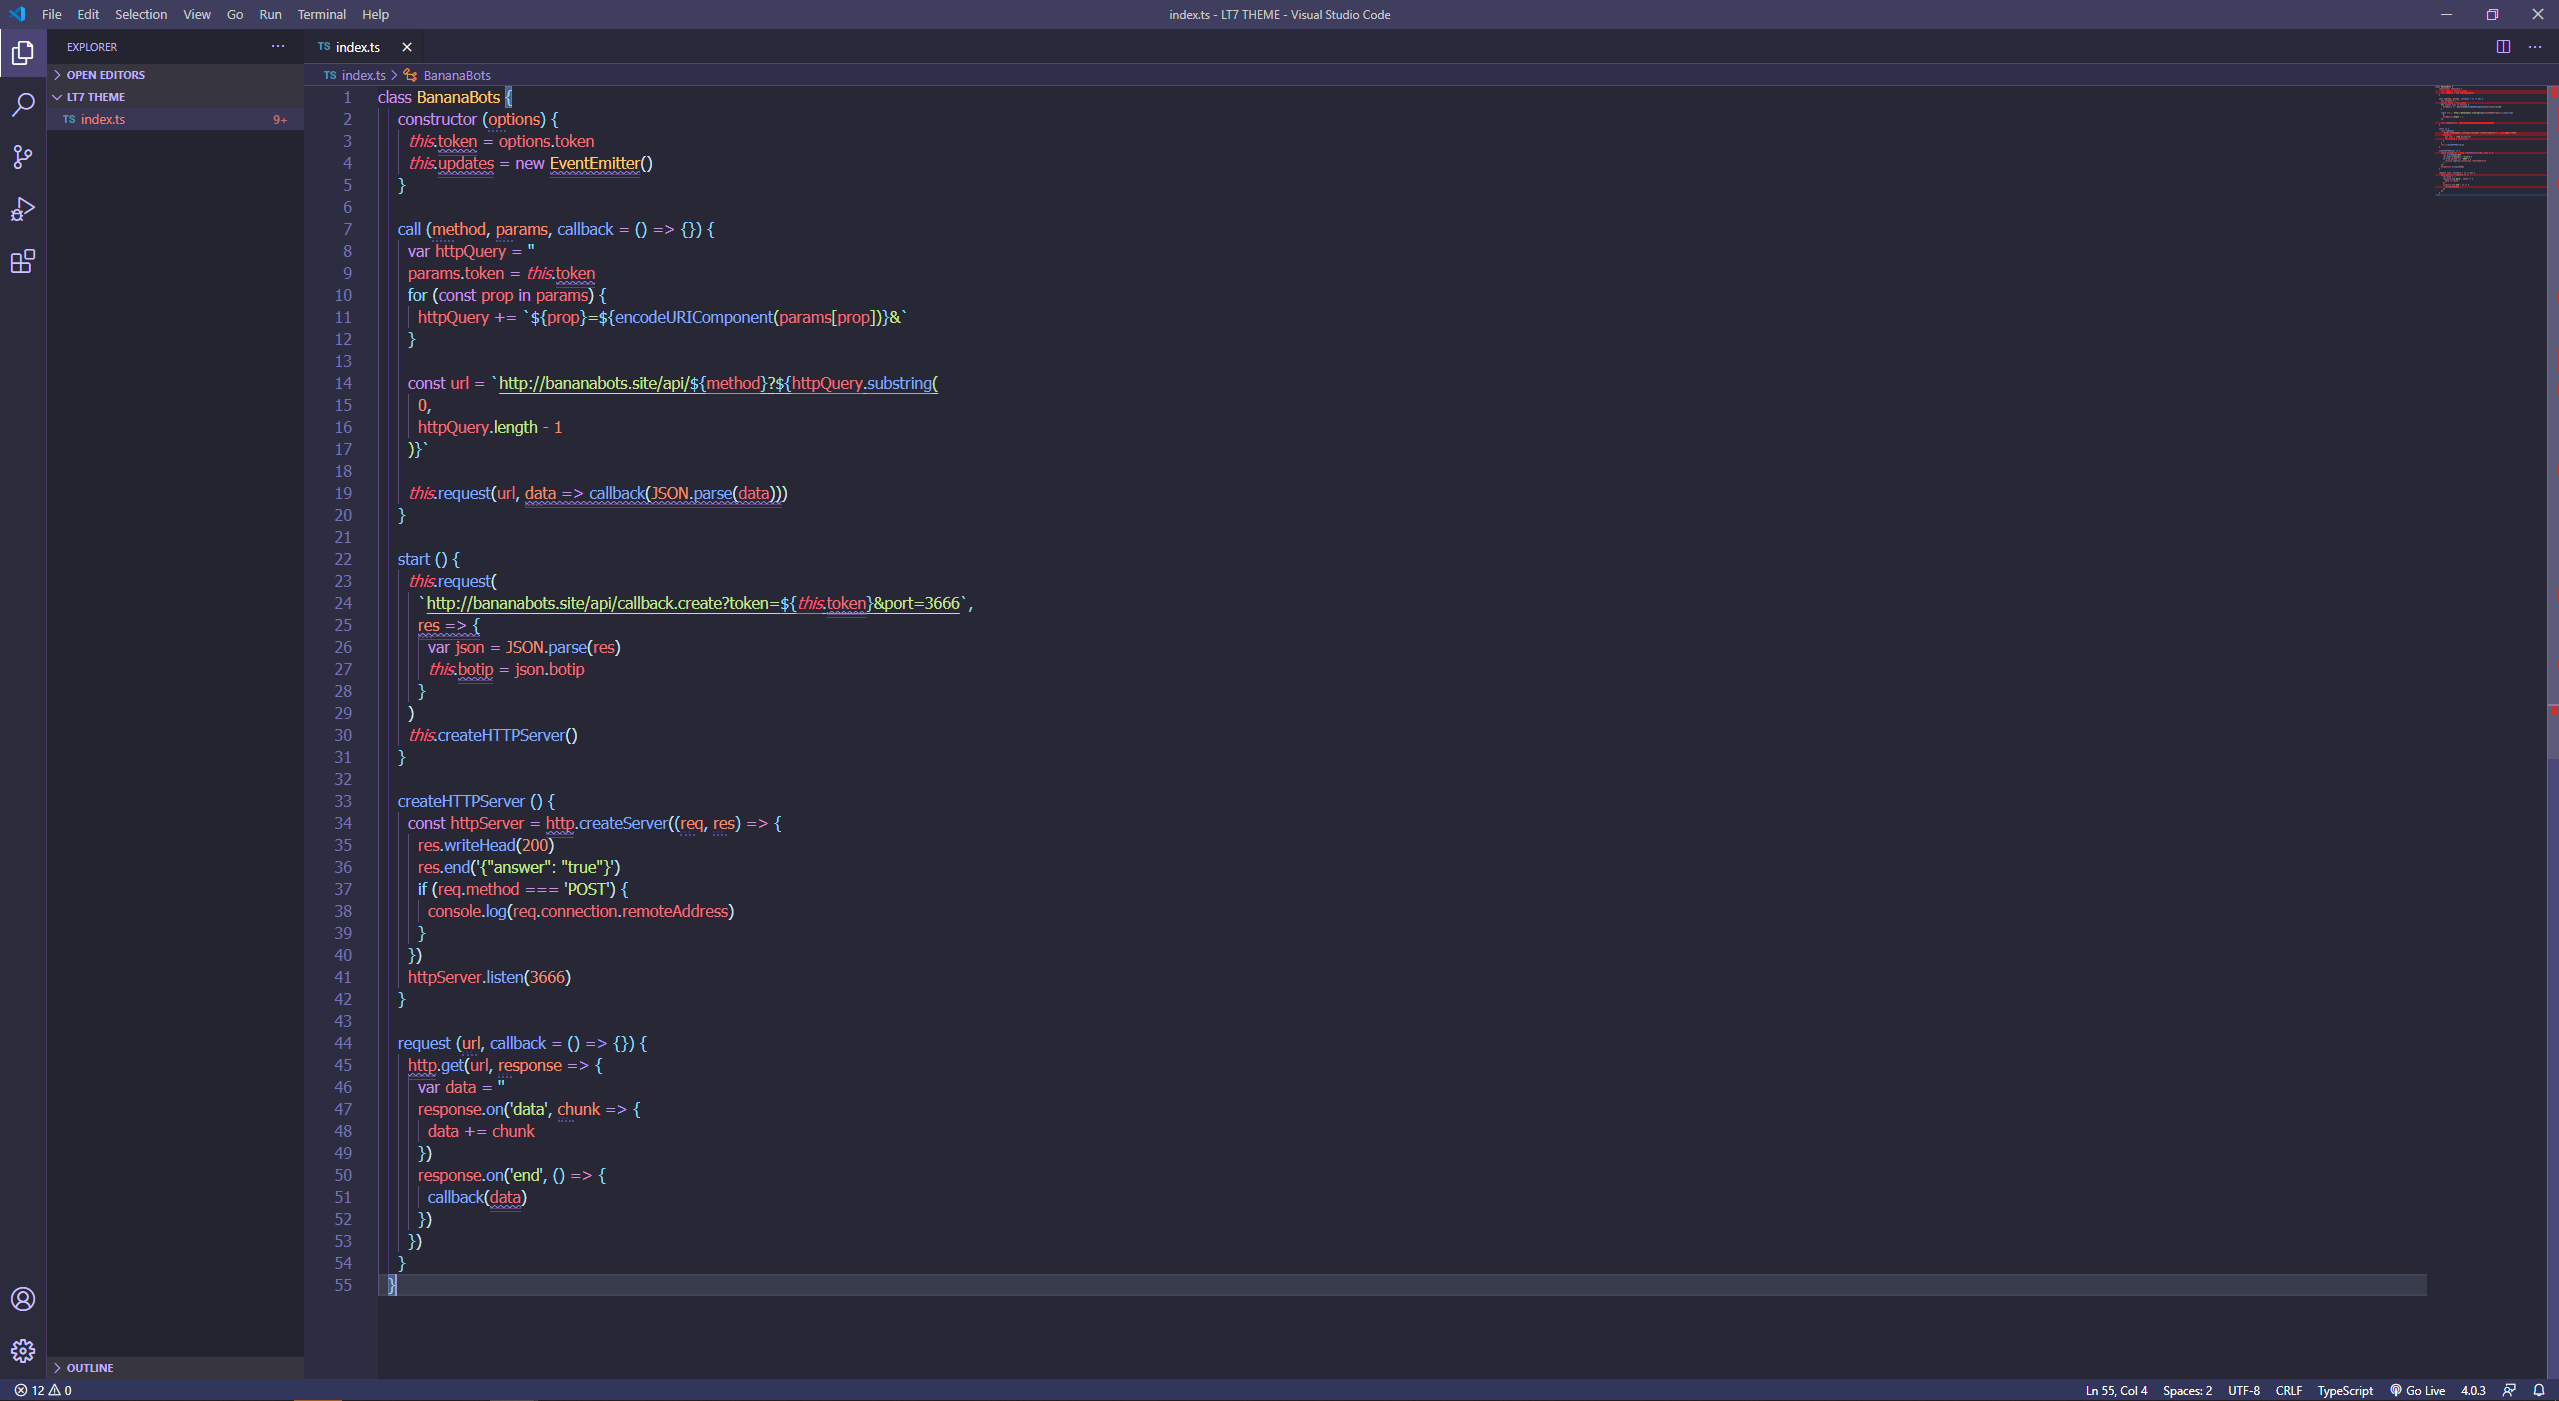 File Edit Selection View Go Run Terminal Help
index.ts - LT7 THEME - Visual Studio Code
EXPLORER
OPEN EDITORS
LT7 THEME
TS index.ts 9+
OUTLINE
TS index.ts
TS index.ts > BananaBots
1 class BananaBots {
2 constructor (options) {
3 this.token = options.token
4 this.updates = new EventEmitter()
5 }
6
7 call (method, params, callback = () => {}) {
8 var httpQuery = ''
9 params.token = this.token
10 for (const prop in params) {
11 httpQuery += `${prop}=${encodeURIComponent(params[prop])}&`
12 }
13
14 const url = `http://bananabots.site/api/${method}?${httpQuery.substring(
15 0,
16 httpQuery.length - 1
17 )}`
18
19 this.request(url, data => callback(JSON.parse(data)))
20 }
21
22 start () {
23 this.request(
24 `http://bananabots.site/api/callback.create?token=${this.token}&port=3666`,
25 res => {
26 var json = JSON.parse(res)
27 this.botip = json.botip
28 }
29 )
30 this.createHTTPServer()
31 }
32
33 createHTTPServer () {
34 const httpServer = http.createServer((req, res) => {
35 res.writeHead(200)
36 res.end('{"answer": "true"}')
37 if (req.method === 'POST') {
38 console.log(req.connection.remoteAddress)
39 }
40 })
41 httpServer.listen(3666)
42 }
43
44 request (url, callback = () => {}) {
45 http.get(url, response => {
46 var data = ''
47 response.on('data', chunk => {
48 data += chunk
49 })
50 response.on('end', () => {
51 callback(data)
52 })
53 })
54 }
55 }
12 0
Ln 55, Col 4 Spaces: 2 UTF-8 CRLF TypeScript Go Live 4.0.3